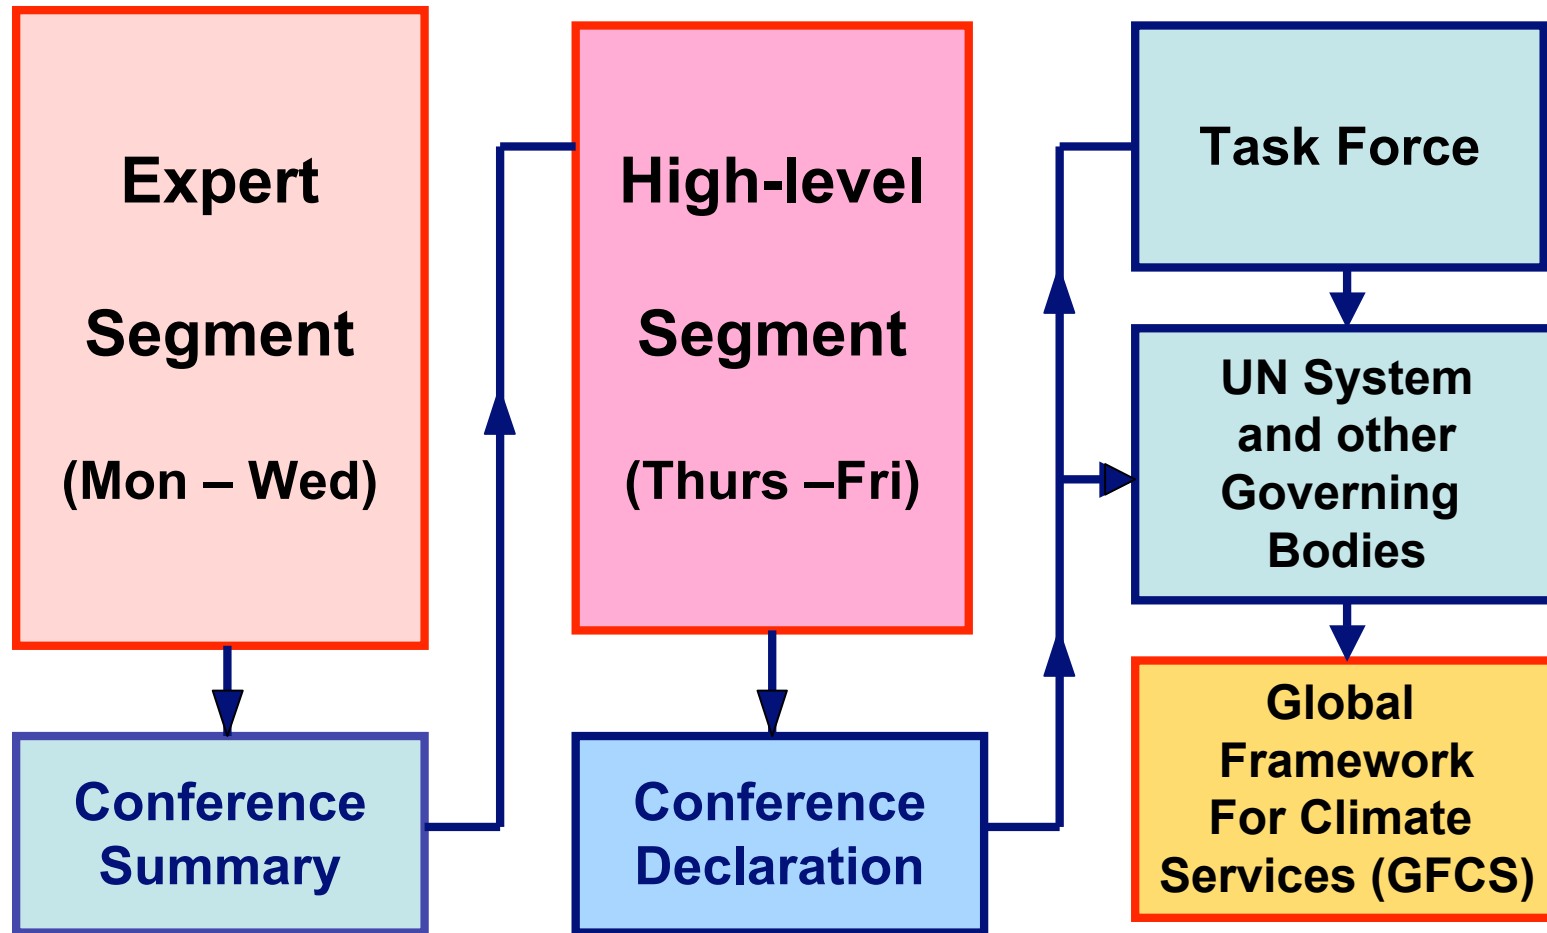 Expert
Segment
(Mon – Wed)
Conference
Summary
High-level
Segment
(Thurs –Fri)
Conference
Declaration
Task Force
UN System
and other
Governing
Bodies
Global
Framework
For Climate
Services (GFCS)